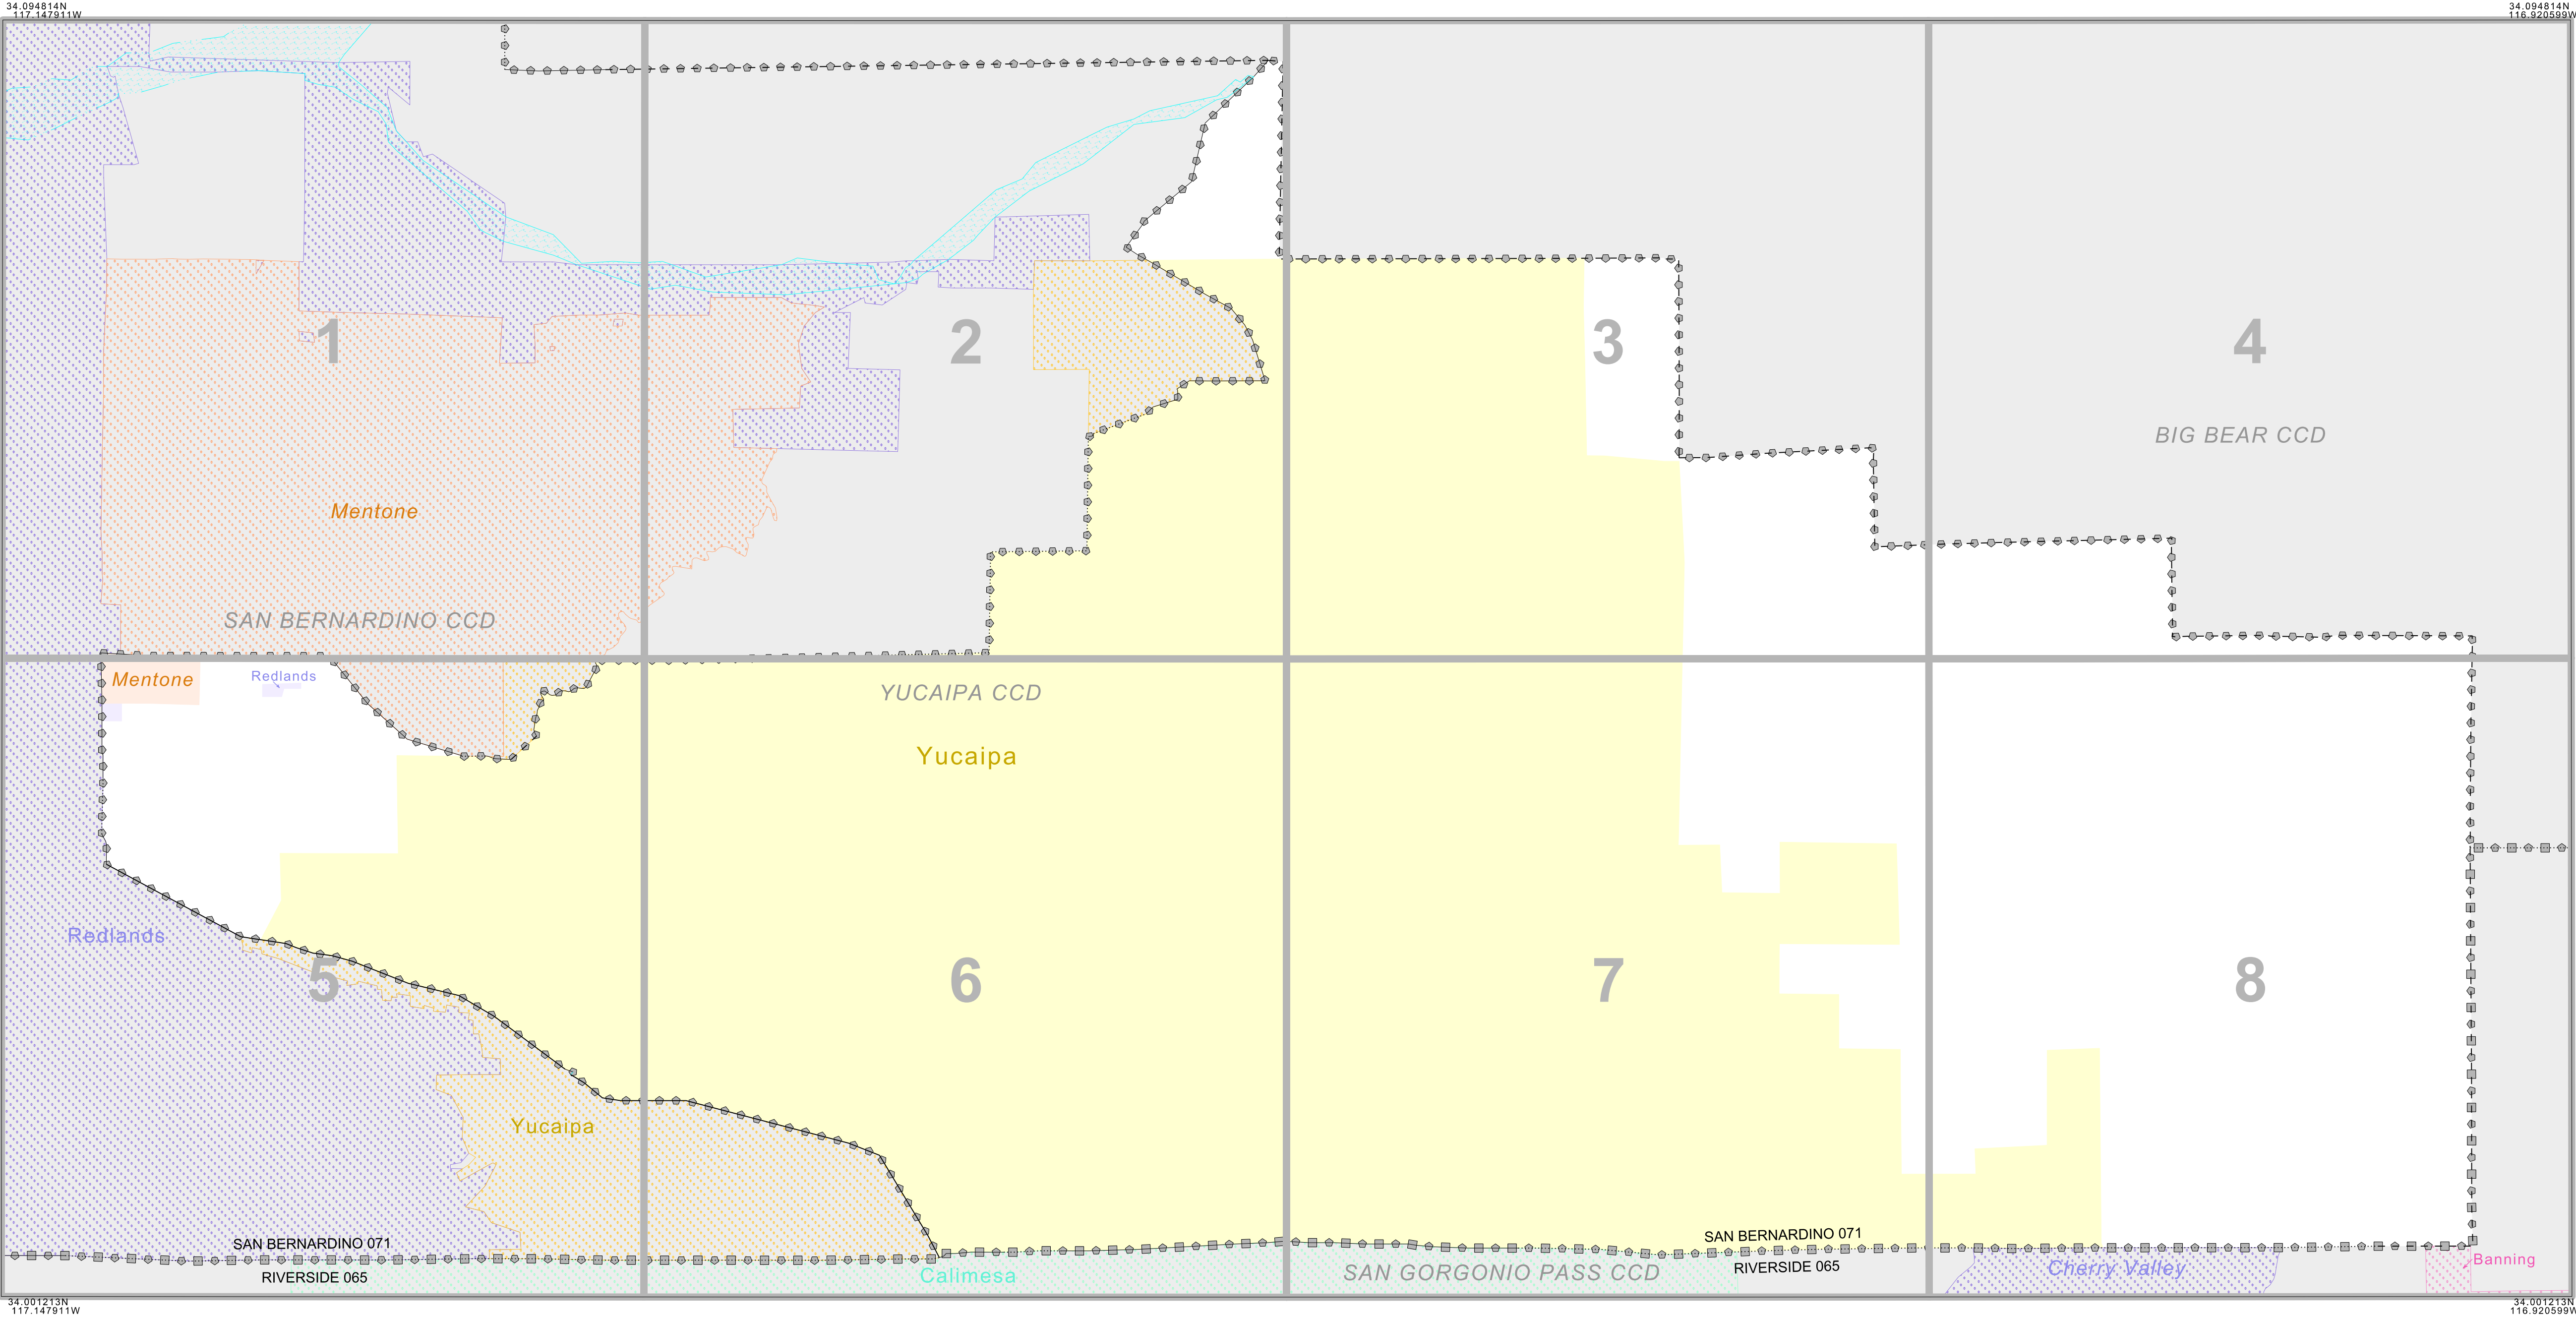 34.094814N
117.147911W
34.094814N
116.920599W
1
2
3
4
BIG BEAR CCD
Mentone
SAN BERNARDINO CCD
Mentone
Redlands
YUCAIPA CCD
Yucaipa
Redlands
5
6
7
8
Yucaipa
SAN BERNARDINO 071
RIVERSIDE 065
SAN BERNARDINO 071
RIVERSIDE 065
Calimesa
SAN GORGONIO PASS CCD
Cherry Valley
Banning
34.001213N
117.147911W
34.001213N
116.920599W